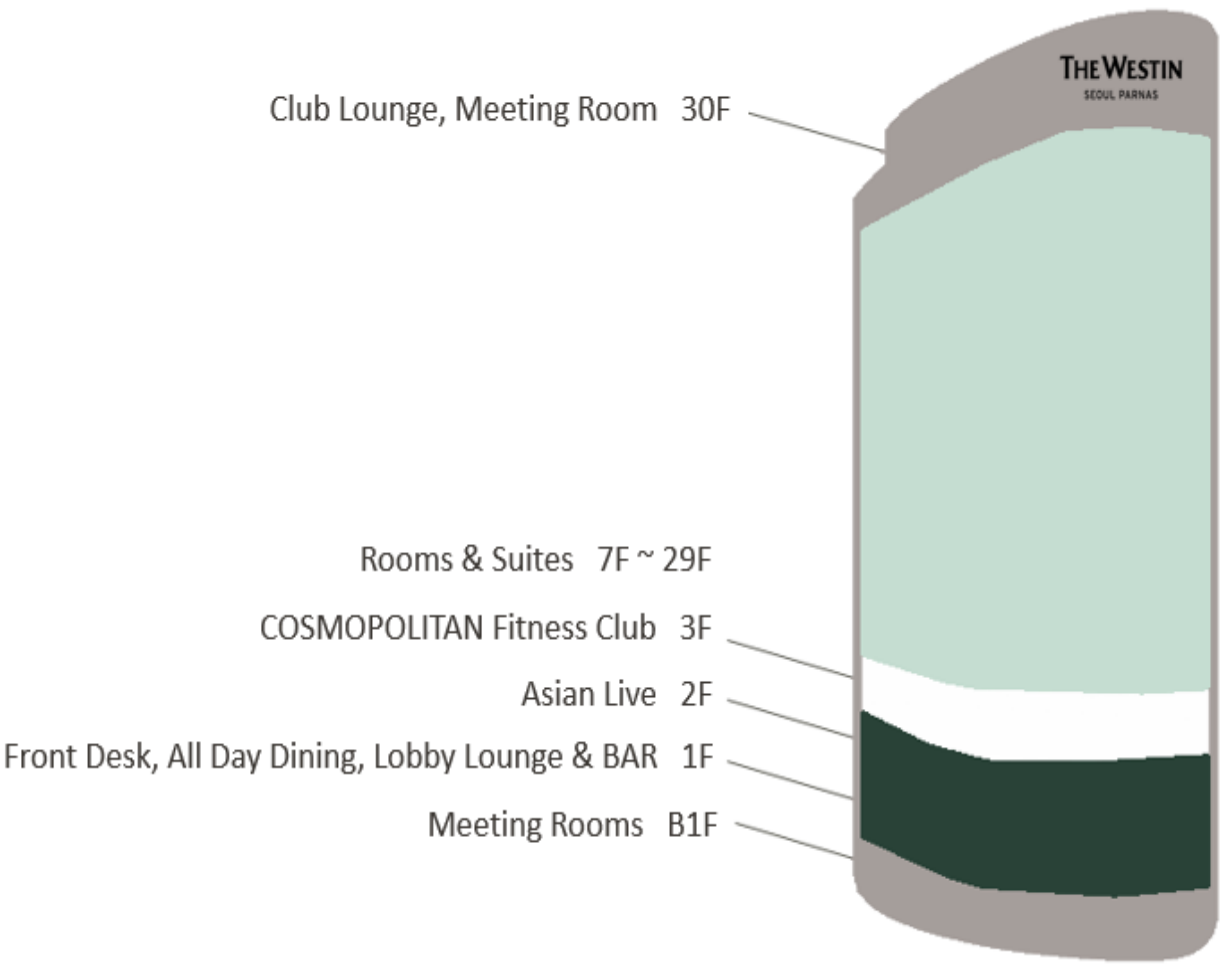 THE WESTIN
SEOUL PARNAS
Club Lounge, Meeting Room 30F
Rooms & Suites 7F ~ 29F
COSMOPOLITAN Fitness Club 3F
Asian Live 2F
Front Desk, All Day Dining, Lobby Lounge & BAR 1F
Meeting Rooms B1F